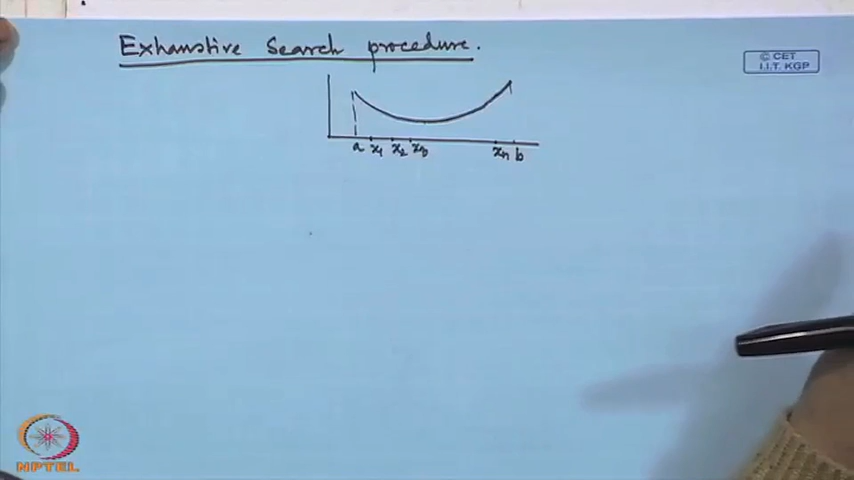 Exhaustive Search procedure.
© CET
I.I.T. KGP
a x1 x2 x3 xn b
NPTEL